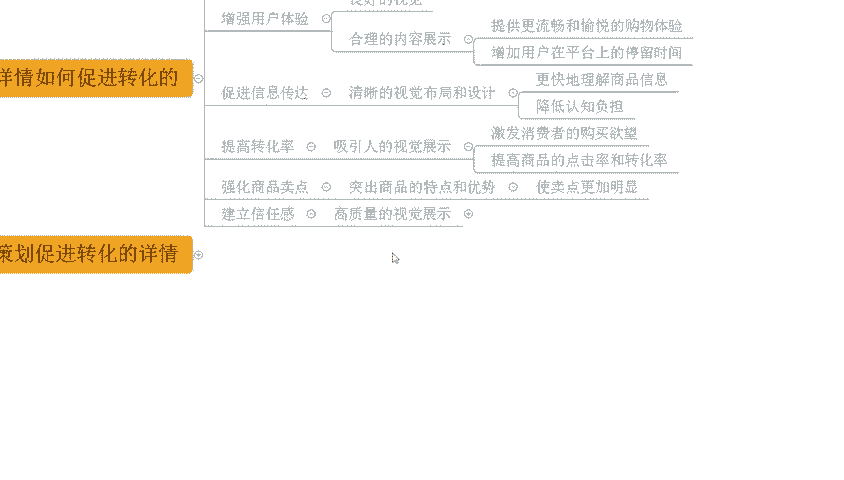 良好的视觉
增强用户体验
提供更流畅和愉悦的购物体验
合理的内容展示
增加用户在平台上的停留时间
详情如何促进转化的
更快地理解商品信息
促进信息传达 清晰的视觉布局和设计
降低认知负担
激发消费者的购买欲望
提高转化率 吸引人的视觉展示
提高商品的点击率和转化率
强化商品卖点 突出商品的特点和优势 使卖点更加明显
建立信任感 高质量的视觉展示
策划促进转化的详情